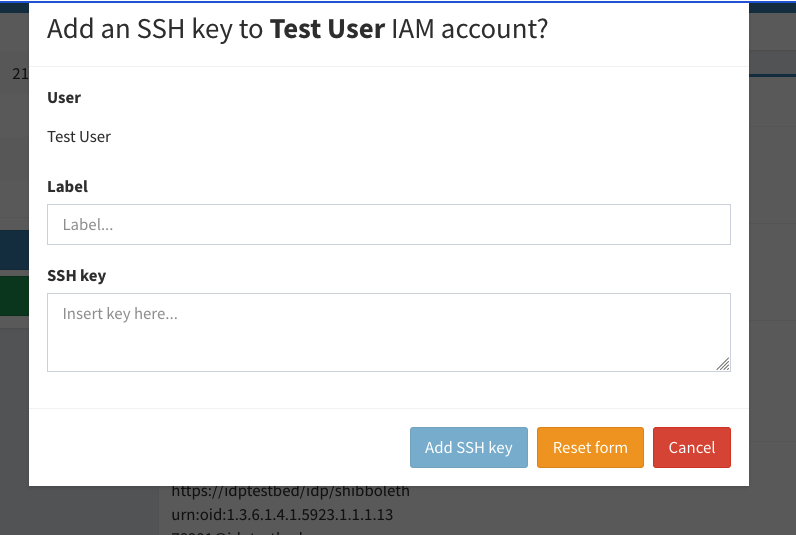 Add an SSH key to Test User IAM account?
21
User
Test User
Label
Label...
SSH key
Insert key here...
Add SSH key
Reset form
Cancel
https://idptestbed/idp/shibboleth
urn:oid:1.3.6.1.4.1.5923.1.1.1.13